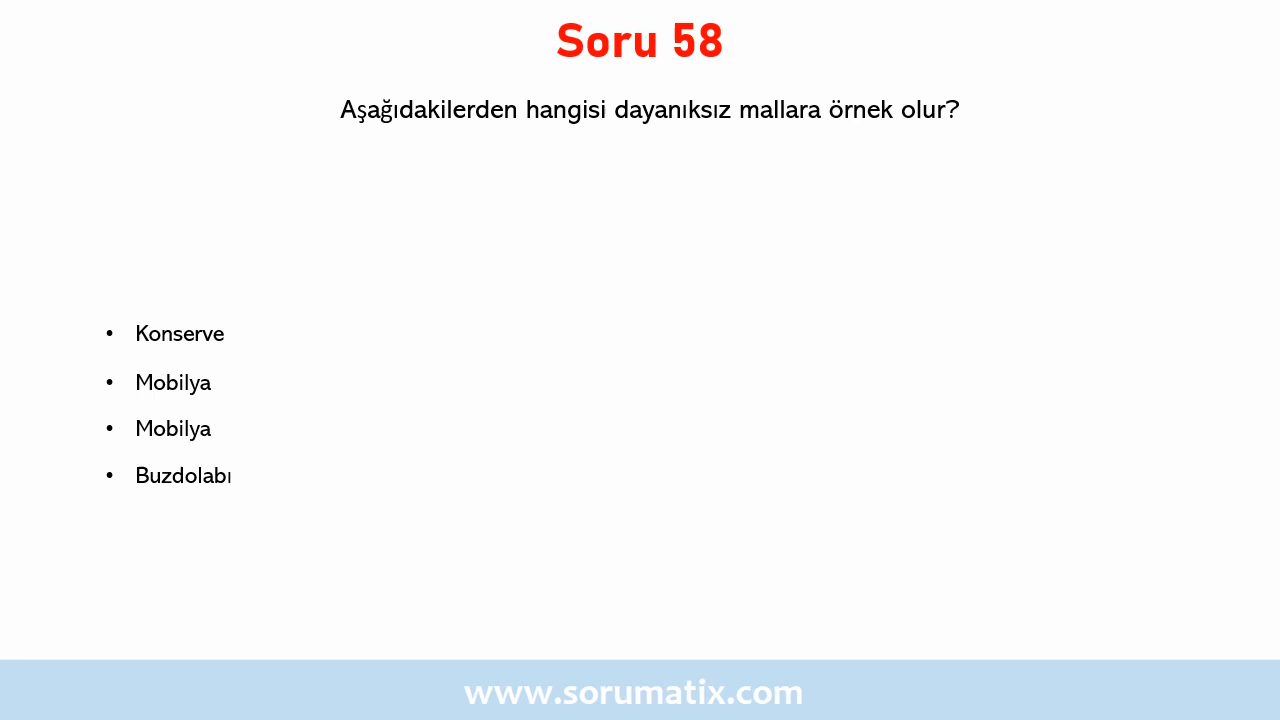 Soru 58
Aşağıdakilerden hangisi dayanıksız mallara örnek olur?
• Konserve
• Mobilya
• Mobilya
• Buzdolabı
www.sorumatix.com